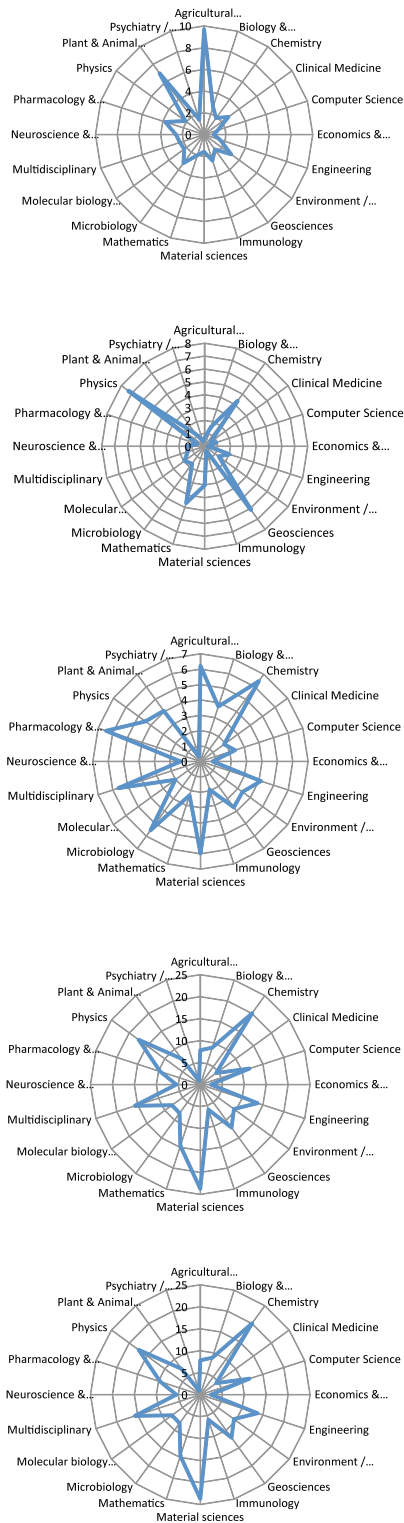 Agricultural…
Psychiatry /… 10 Biology &…
Plant & Animal… Chemistry
8
Physics 6 Clinical Medicine
4
Pharmacology &… Computer Science
2
Neuroscience &… 0 Economics &…
Multidisciplinary Engineering
Molecular biology… Environment /…
Microbiology Geosciences
Mathematics Immunology
Material sciences
Agricultural…
Psychiatry /… 8 Biology &…
7
Plant & Animal… Chemistry
6
5
Physics Clinical Medicine
4
3
Pharmacology &… 2 Computer Science
1
Neuroscience &… 0 Economics &…
Multidisciplinary Engineering
Molecular… Environment /…
Microbiology Geosciences
Mathematics Immunology
Material sciences
Agricultural…
Psychiatry /… 7 Biology &…
6
Plant & Animal… Chemistry
5
Physics 4 Clinical Medicine
3
Pharmacology &… 2 Computer Science
1
Neuroscience &… 0 Economics &…
Multidisciplinary Engineering
Molecular… Environment /…
Microbiology Geosciences
Mathematics Immunology
Material sciences
Agricultural…
Psychiatry /… 25 Biology &…
Plant & Animal… 20 Chemistry
Physics 15 Clinical Medicine
10
Pharmacology &… Computer Science
5
Neuroscience &… 0 Economics &…
Multidisciplinary Engineering
Molecular biology… Environment /…
Microbiology Geosciences
Mathematics Immunology
Material sciences
Agricultural…
Psychiatry /… 25 Biology &…
Plant & Animal… 20 Chemistry
Physics 15 Clinical Medicine
10
Pharmacology &… Computer Science
5
Neuroscience &… 0 Economics &…
Multidisciplinary Engineering
Molecular biology… Environment /…
Microbiology Geosciences
Mathematics Immunology
Material sciences